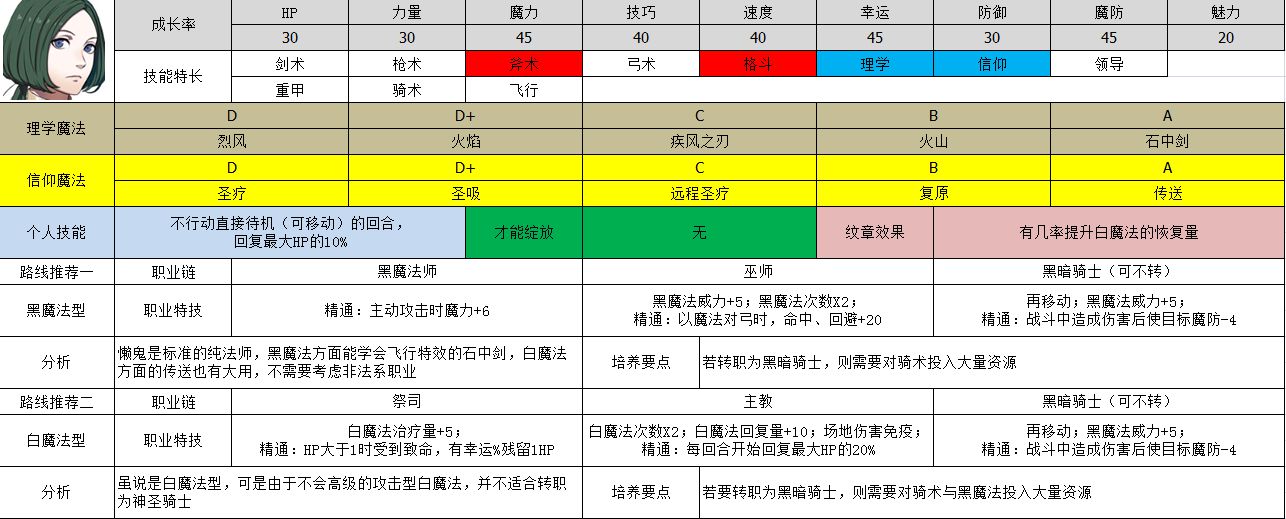 成长率 HP 力量 魔力 技巧 速度 幸运 防御 魔防 魅力
30 30 45 40 40 45 30 45 20
技能特长 剑术 枪术 斧术 弓术 格斗 理学 信仰 领导
重甲 骑术 飞行
理学魔法 D D+ C B A
烈风 火焰 疾风之刃 火山 石中剑
信仰魔法 D D+ C B A
圣疗 圣吸 远程圣疗 复原 传送
个人技能 不行动直接待机（可移动）的回合，
回复最大HP的10%
才能绽放 无 纹章效果 有几率提升白魔法的恢复量
路线推荐一 职业链 黑魔法师 巫师 黑暗骑士（可不转）
黑魔法型 职业特技 精通：主动攻击时魔力+6
黑魔法威力+5；黑魔法次数X2；
精通：以魔法对弓时，命中、回避+20
再移动；黑魔法威力+5；
精通：战斗中造成伤害后使目标魔防-4
分析
懒鬼是标准的纯法师，黑魔法方面能学会飞行特效的石中剑，白魔法
方面的传送也有大用，不需要考虑非法系职业
培养要点 若转职为黑暗骑士，则需要对骑术投入大量资源
路线推荐二 职业链 祭司 主教 黑暗骑士（可不转）
白魔法型 职业特技
白魔法治疗量+5；
精通：HP大于1时受到致命，有幸运%残留1HP
白魔法次数X2；白魔法回复量+10；场地伤害免疫；
精通：每回合开始回复最大HP的20%
再移动；黑魔法威力+5；
精通：战斗中造成伤害后使目标魔防-4
分析
虽说是白魔法型，可是由于不会高级的攻击型白魔法，并不适合转职
为神圣骑士
培养要点 若要转职为黑暗骑士，则需要对骑术与黑魔法投入大量资源